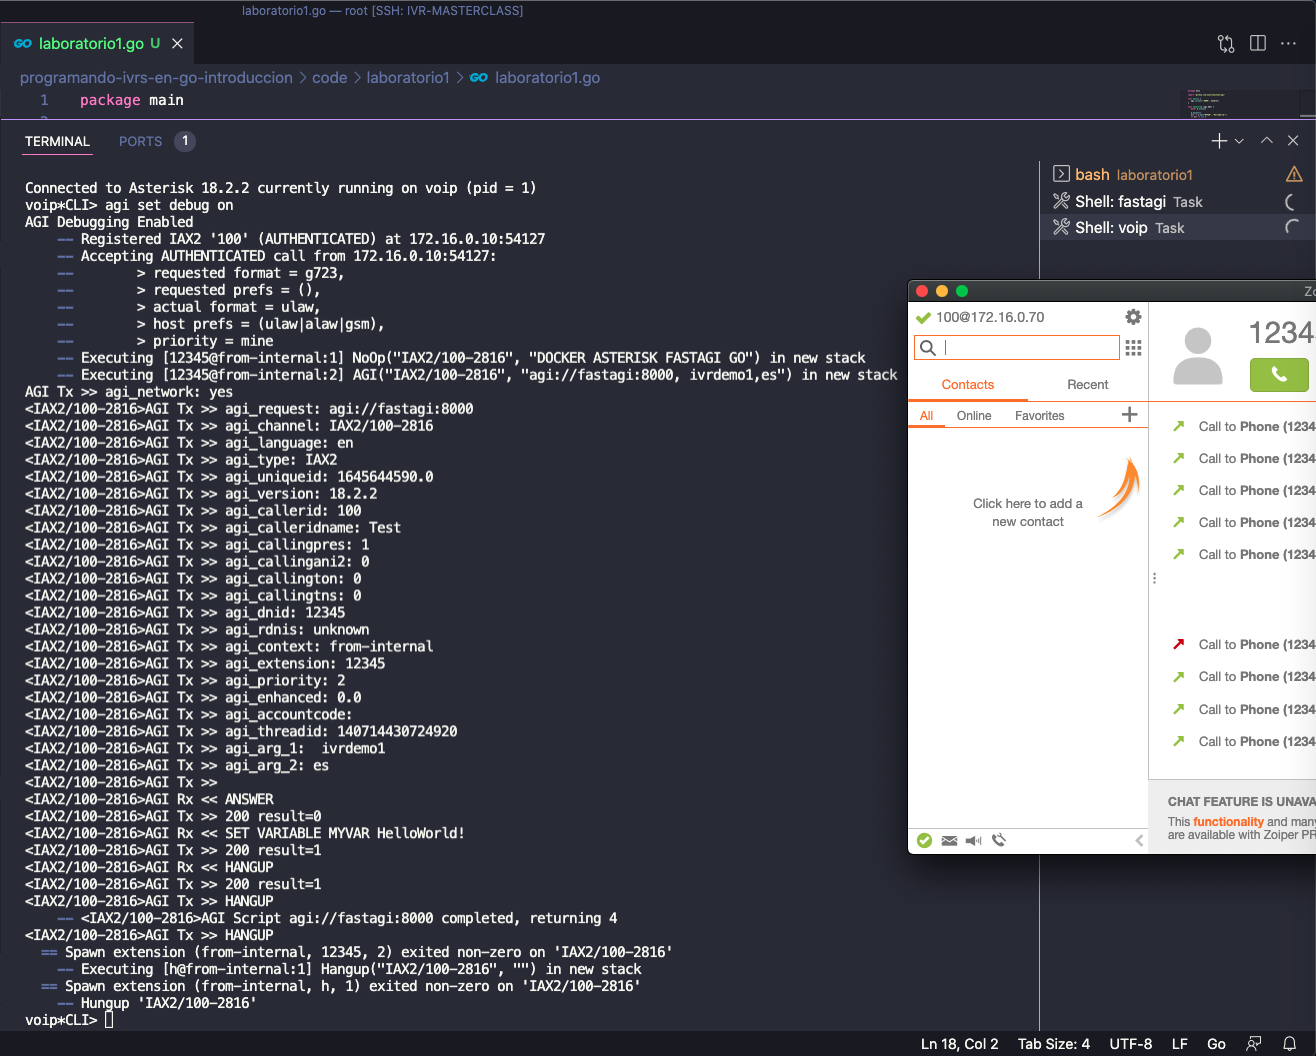 laboratorio1.go — root [SSH: IVR-MASTERCLASS]
GO laboratorio1.go U
programando-ivrs-en-go-introduccion > code > laboratorio1 > GO laboratorio1.go
1 package main
TERMINAL PORTS 1
Connected to Asterisk 18.2.2 currently running on voip (pid = 1)
voip*CLI> agi set debug on
AGI Debugging Enabled
-- Registered IAX2 '100' (AUTHENTICATED) at 172.16.0.10:54127
-- Accepting AUTHENTICATED call from 172.16.0.10:54127:
-- > requested format = g723,
-- > requested prefs = (),
-- > actual format = ulaw,
-- > host prefs = (ulaw|alaw|gsm),
-- > priority = mine
-- Executing [12345@from-internal:1] NoOp("IAX2/100-2816", "DOCKER ASTERISK FASTAGI GO") in new stack
-- Executing [12345@from-internal:2] AGI("IAX2/100-2816", "agi://fastagi:8000, ivrdemo1,es") in new stack
AGI Tx >> agi_network: yes
<IAX2/100-2816>AGI Tx >> agi_request: agi://fastagi:8000
<IAX2/100-2816>AGI Tx >> agi_channel: IAX2/100-2816
<IAX2/100-2816>AGI Tx >> agi_language: en
<IAX2/100-2816>AGI Tx >> agi_type: IAX2
<IAX2/100-2816>AGI Tx >> agi_uniqueid: 1645644590.0
<IAX2/100-2816>AGI Tx >> agi_version: 18.2.2
<IAX2/100-2816>AGI Tx >> agi_callerid: 100
<IAX2/100-2816>AGI Tx >> agi_calleridname: Test
<IAX2/100-2816>AGI Tx >> agi_callingpres: 1
<IAX2/100-2816>AGI Tx >> agi_callingani2: 0
<IAX2/100-2816>AGI Tx >> agi_callington: 0
<IAX2/100-2816>AGI Tx >> agi_callingtns: 0
<IAX2/100-2816>AGI Tx >> agi_dnid: 12345
<IAX2/100-2816>AGI Tx >> agi_rdnis: unknown
<IAX2/100-2816>AGI Tx >> agi_context: from-internal
<IAX2/100-2816>AGI Tx >> agi_extension: 12345
<IAX2/100-2816>AGI Tx >> agi_priority: 2
<IAX2/100-2816>AGI Tx >> agi_enhanced: 0.0
<IAX2/100-2816>AGI Tx >> agi_accountcode:
<IAX2/100-2816>AGI Tx >> agi_threadid: 140714430724920
<IAX2/100-2816>AGI Tx >> agi_arg_1:  ivrdemo1
<IAX2/100-2816>AGI Tx >> agi_arg_2: es
<IAX2/100-2816>AGI Tx >>
<IAX2/100-2816>AGI Rx << ANSWER
<IAX2/100-2816>AGI Tx >> 200 result=0
<IAX2/100-2816>AGI Rx << SET VARIABLE MYVAR HelloWorld!
<IAX2/100-2816>AGI Tx >> 200 result=1
<IAX2/100-2816>AGI Rx << HANGUP
<IAX2/100-2816>AGI Tx >> 200 result=1
<IAX2/100-2816>AGI Tx >> HANGUP
-- <IAX2/100-2816>AGI Script agi://fastagi:8000 completed, returning 4
<IAX2/100-2816>AGI Tx >> HANGUP
== Spawn extension (from-internal, 12345, 2) exited non-zero on 'IAX2/100-2816'
-- Executing [h@from-internal:1] Hangup("IAX2/100-2816", "") in new stack
== Spawn extension (from-internal, h, 1) exited non-zero on 'IAX2/100-2816'
-- Hungup 'IAX2/100-2816'
voip*CLI>
bash laboratorio1
Shell: fastagi Task
Shell: voip Task
Zo
100@172.16.0.70
Contacts Recent
All Online Favorites
Click here to add a
new contact
1234
Call to Phone (1234
Call to Phone (1234
Call to Phone (1234
Call to Phone (1234
Call to Phone (1234
Call to Phone (1234
Call to Phone (1234
Call to Phone (1234
Call to Phone (1234
CHAT FEATURE IS UNAVA
This functionality and many
are available with Zoiper PR
Ln 18, Col 2 Tab Size: 4 UTF-8 LF Go